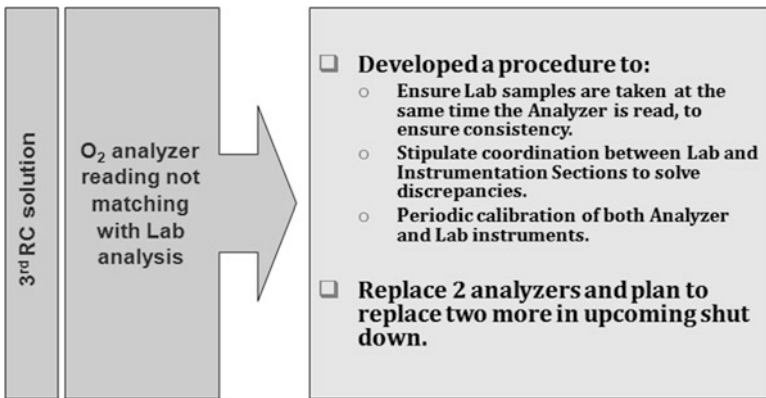 3rd RC solution
O2 analyzer
reading not
matching
with Lab
analysis
❑ Developed a procedure to:
○ Ensure Lab samples are taken at the
same time the Analyzer is read, to
ensure consistency.
○ Stipulate coordination between Lab and
Instrumentation Sections to solve
discrepancies.
○ Periodic calibration of both Analyzer
and Lab instruments.
❑ Replace 2 analyzers and plan to
replace two more in upcoming shut
down.